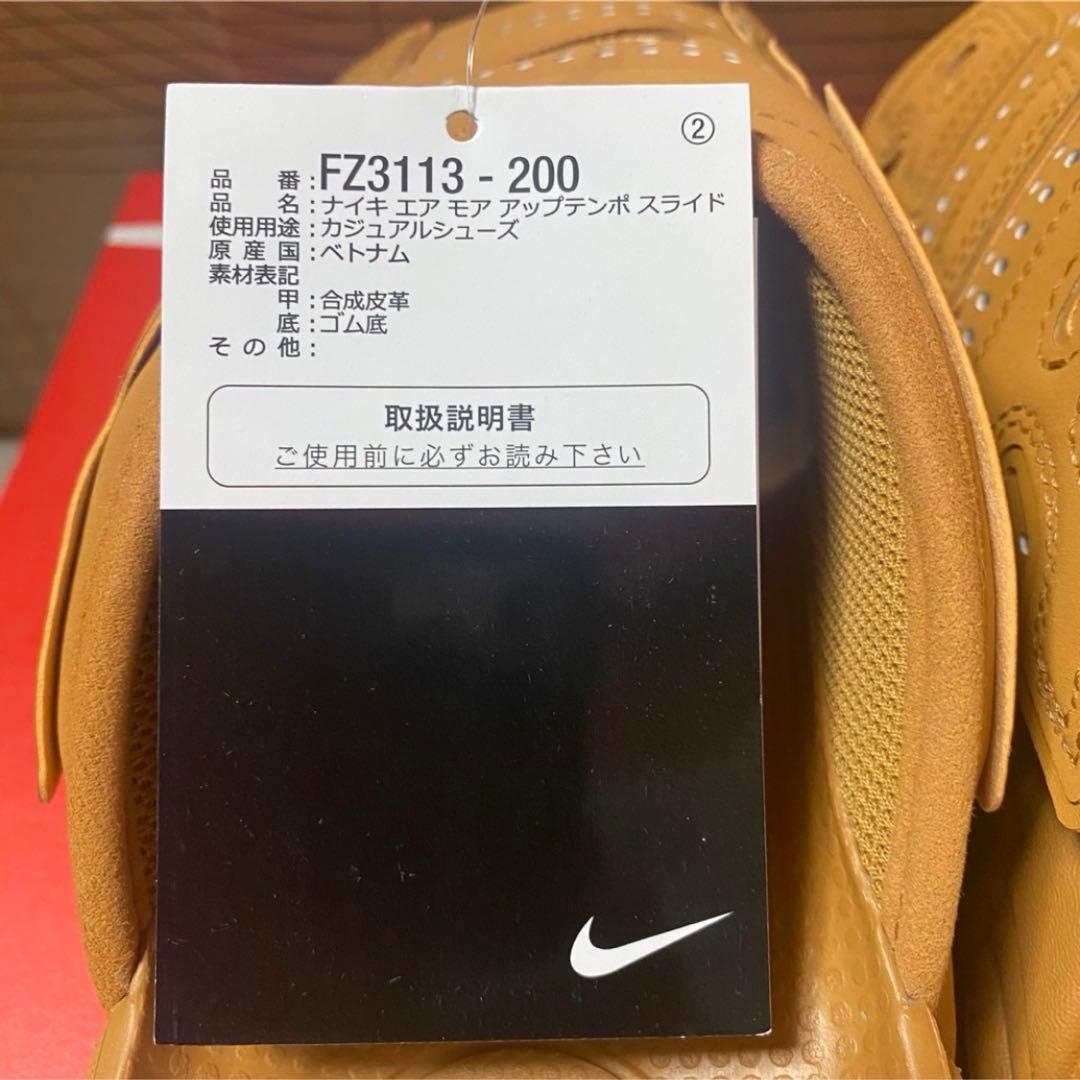 ②
品番:FZ3113 - 200
品名:ナイキ エア モア アップテンポ スライド
使用用途:カジュアルシューズ
原産国:ベトナム
素材表記
甲:合成皮革
底:ゴム底
その他:
取扱説明書
ご使用前に必ずお読み下さい